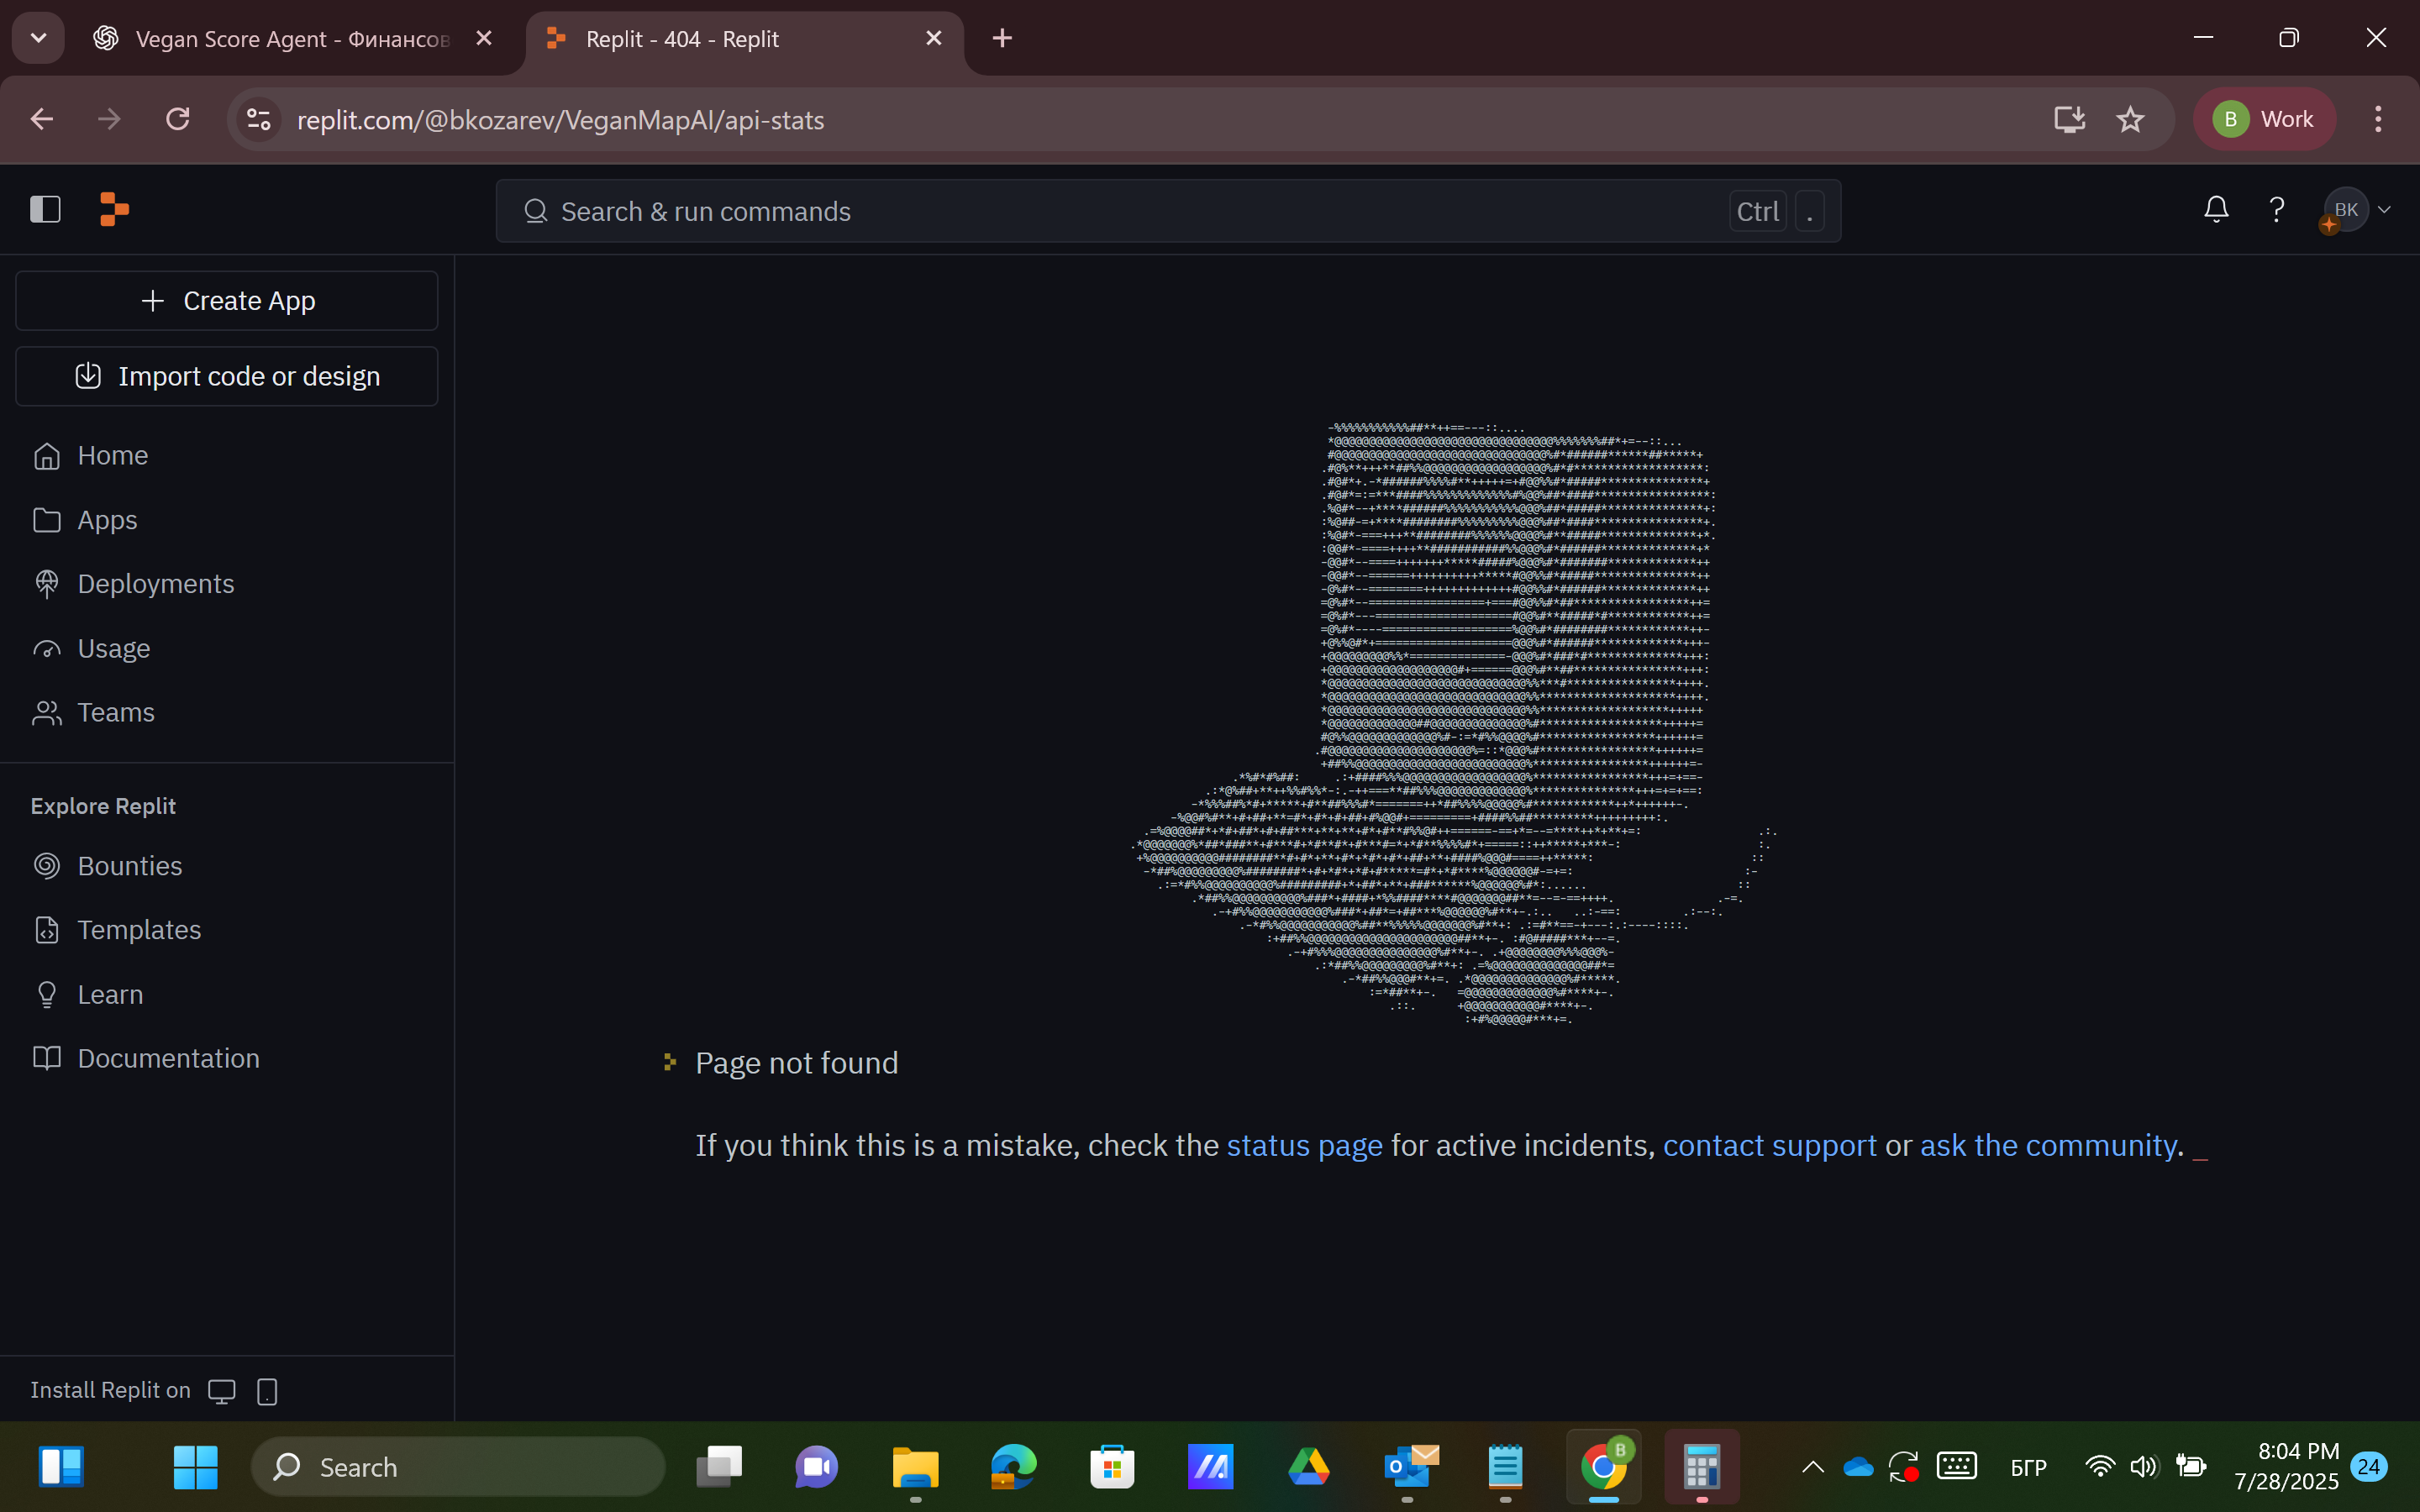 Vegan Score Agent - Финансов
Replit - 404 - Replit
replit.com/@bkozarev/VeganMapAI/api-stats
B
Work
Search & run commands
Ctrl
.
BK
Create App
Import code or design
Home
Apps
Deployments
Usage
Teams
Explore Replit
Bounties
Templates
Learn
Documentation
Page not found
If you think this is a mistake, check the status page for active incidents, contact support or ask the community. _
Install Replit on
Search
B
БГР
8:04 PM
7/28/2025
24